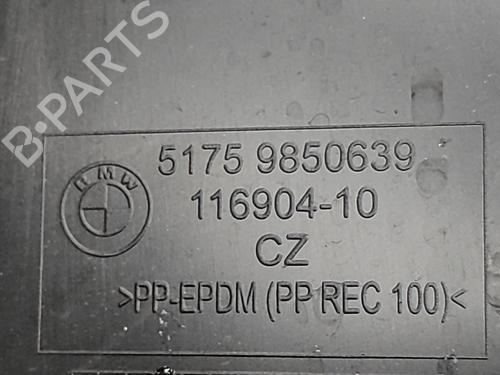 B-PARTS
BMW
5175 9850639
116904-10
CZ
>PP-EPDM (PP REC 100)<